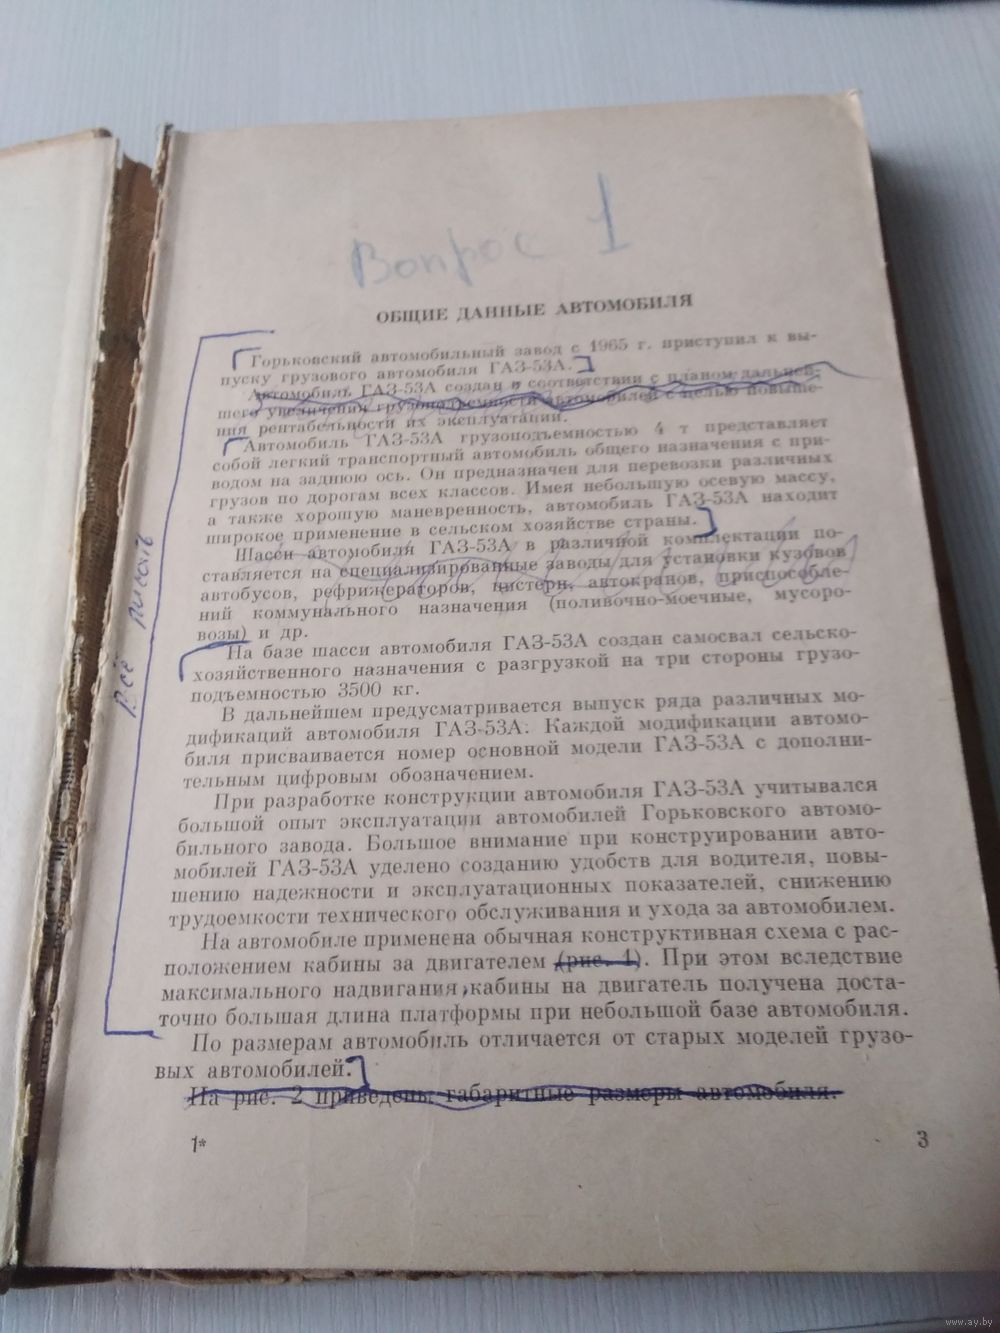 Вопрос 1
ОБЩИЕ ДАННЫЕ АВТОМОБИЛЯ
Горьковский автомобильный завод с 1965 г. приступил к вы-
пуску грузового автомобиля ГАЗ-53А.
Автомобиль ГАЗ-53А создан в соответствии с планом дальней-
шего увеличения грузоподъемности автомобилей с целью повыше-
ния рентабельности их эксплуатации.
Автомобиль ГАЗ-53А грузоподъемностью 4 т представляет
собой легкий транспортный автомобиль общего назначения с при-
водом на заднюю ось. Он предназначен для перевозки различных
грузов по дорогам всех классов. Имея небольшую осевую массу,
а также хорошую маневренность, автомобиль ГАЗ-53А находит
широкое применение в сельском хозяйстве страны.
Шасси автомобиля ГАЗ-53А в различной комплектации по-
ставляется на специализированные заводы для установки кузовов
автобусов, рефрижераторов, цистерн, автокранов, приспособле-
ний коммунального назначения (поливочно-моечные, мусоро-
возы) и др.
На базе шасси автомобиля ГАЗ-53А создан самосвал сельско-
хозяйственного назначения с разгрузкой на три стороны грузо-
подъемностью 3500 кг.
В дальнейшем предусматривается выпуск ряда различных мо-
дификаций автомобиля ГАЗ-53А. Каждой модификации автомо-
биля присваивается номер основной модели ГАЗ-53А с дополни-
тельным цифровым обозначением.
При разработке конструкции автомобиля ГАЗ-53А учитывался
большой опыт эксплуатации автомобилей Горьковского автомо-
бильного завода. Большое внимание при конструировании авто-
мобилей ГАЗ-53А уделено созданию удобств для водителя, повы-
шению надежности и эксплуатационных показателей, снижению
трудоемкости технического обслуживания и ухода за автомобилем.
На автомобиле применена обычная конструктивная схема с рас-
положением кабины за двигателем (рис. 1). При этом вследствие
максимального надвигания кабины на двигатель получена доста-
точно большая длина платформы при небольшой базе автомобиля.
По размерам автомобиль отличается от старых моделей грузо-
вых автомобилей.
На рис. 2 приведены габаритные размеры автомобиля.
1*
3
Всё писать
www.ay.by